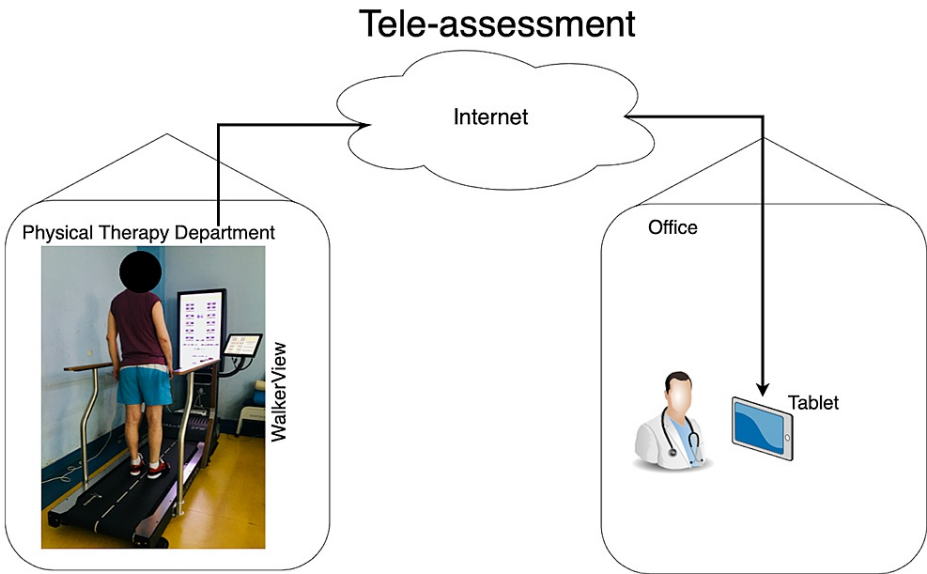 Tele-assessment
Internet
Physical Therapy Department
WalkerView
Office
Tablet